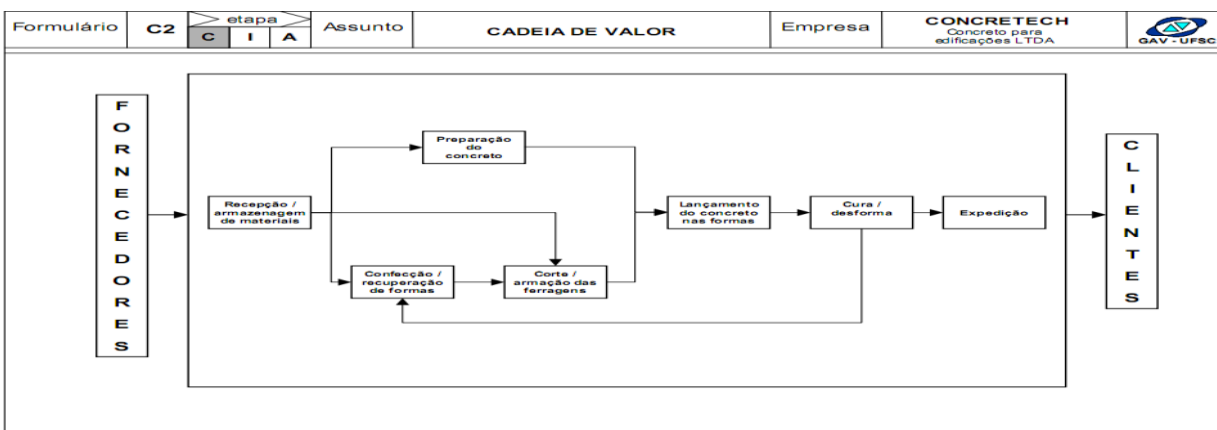 Formulário
C2
etapa
C I A
Assunto
CADEIA DE VALOR
Empresa
CONCRETECH
Concreto para
edificações LTDA
GAV - UFSC
FORNECEDORES
Recepção /
armazenagem
de materiais
Preparação
do
concreto
Confecção /
recuperação
de formas
Corte /
armação das
ferragens
Lançamento
do concreto
nas formas
Cura /
desforma
Expedição
CLIENTES